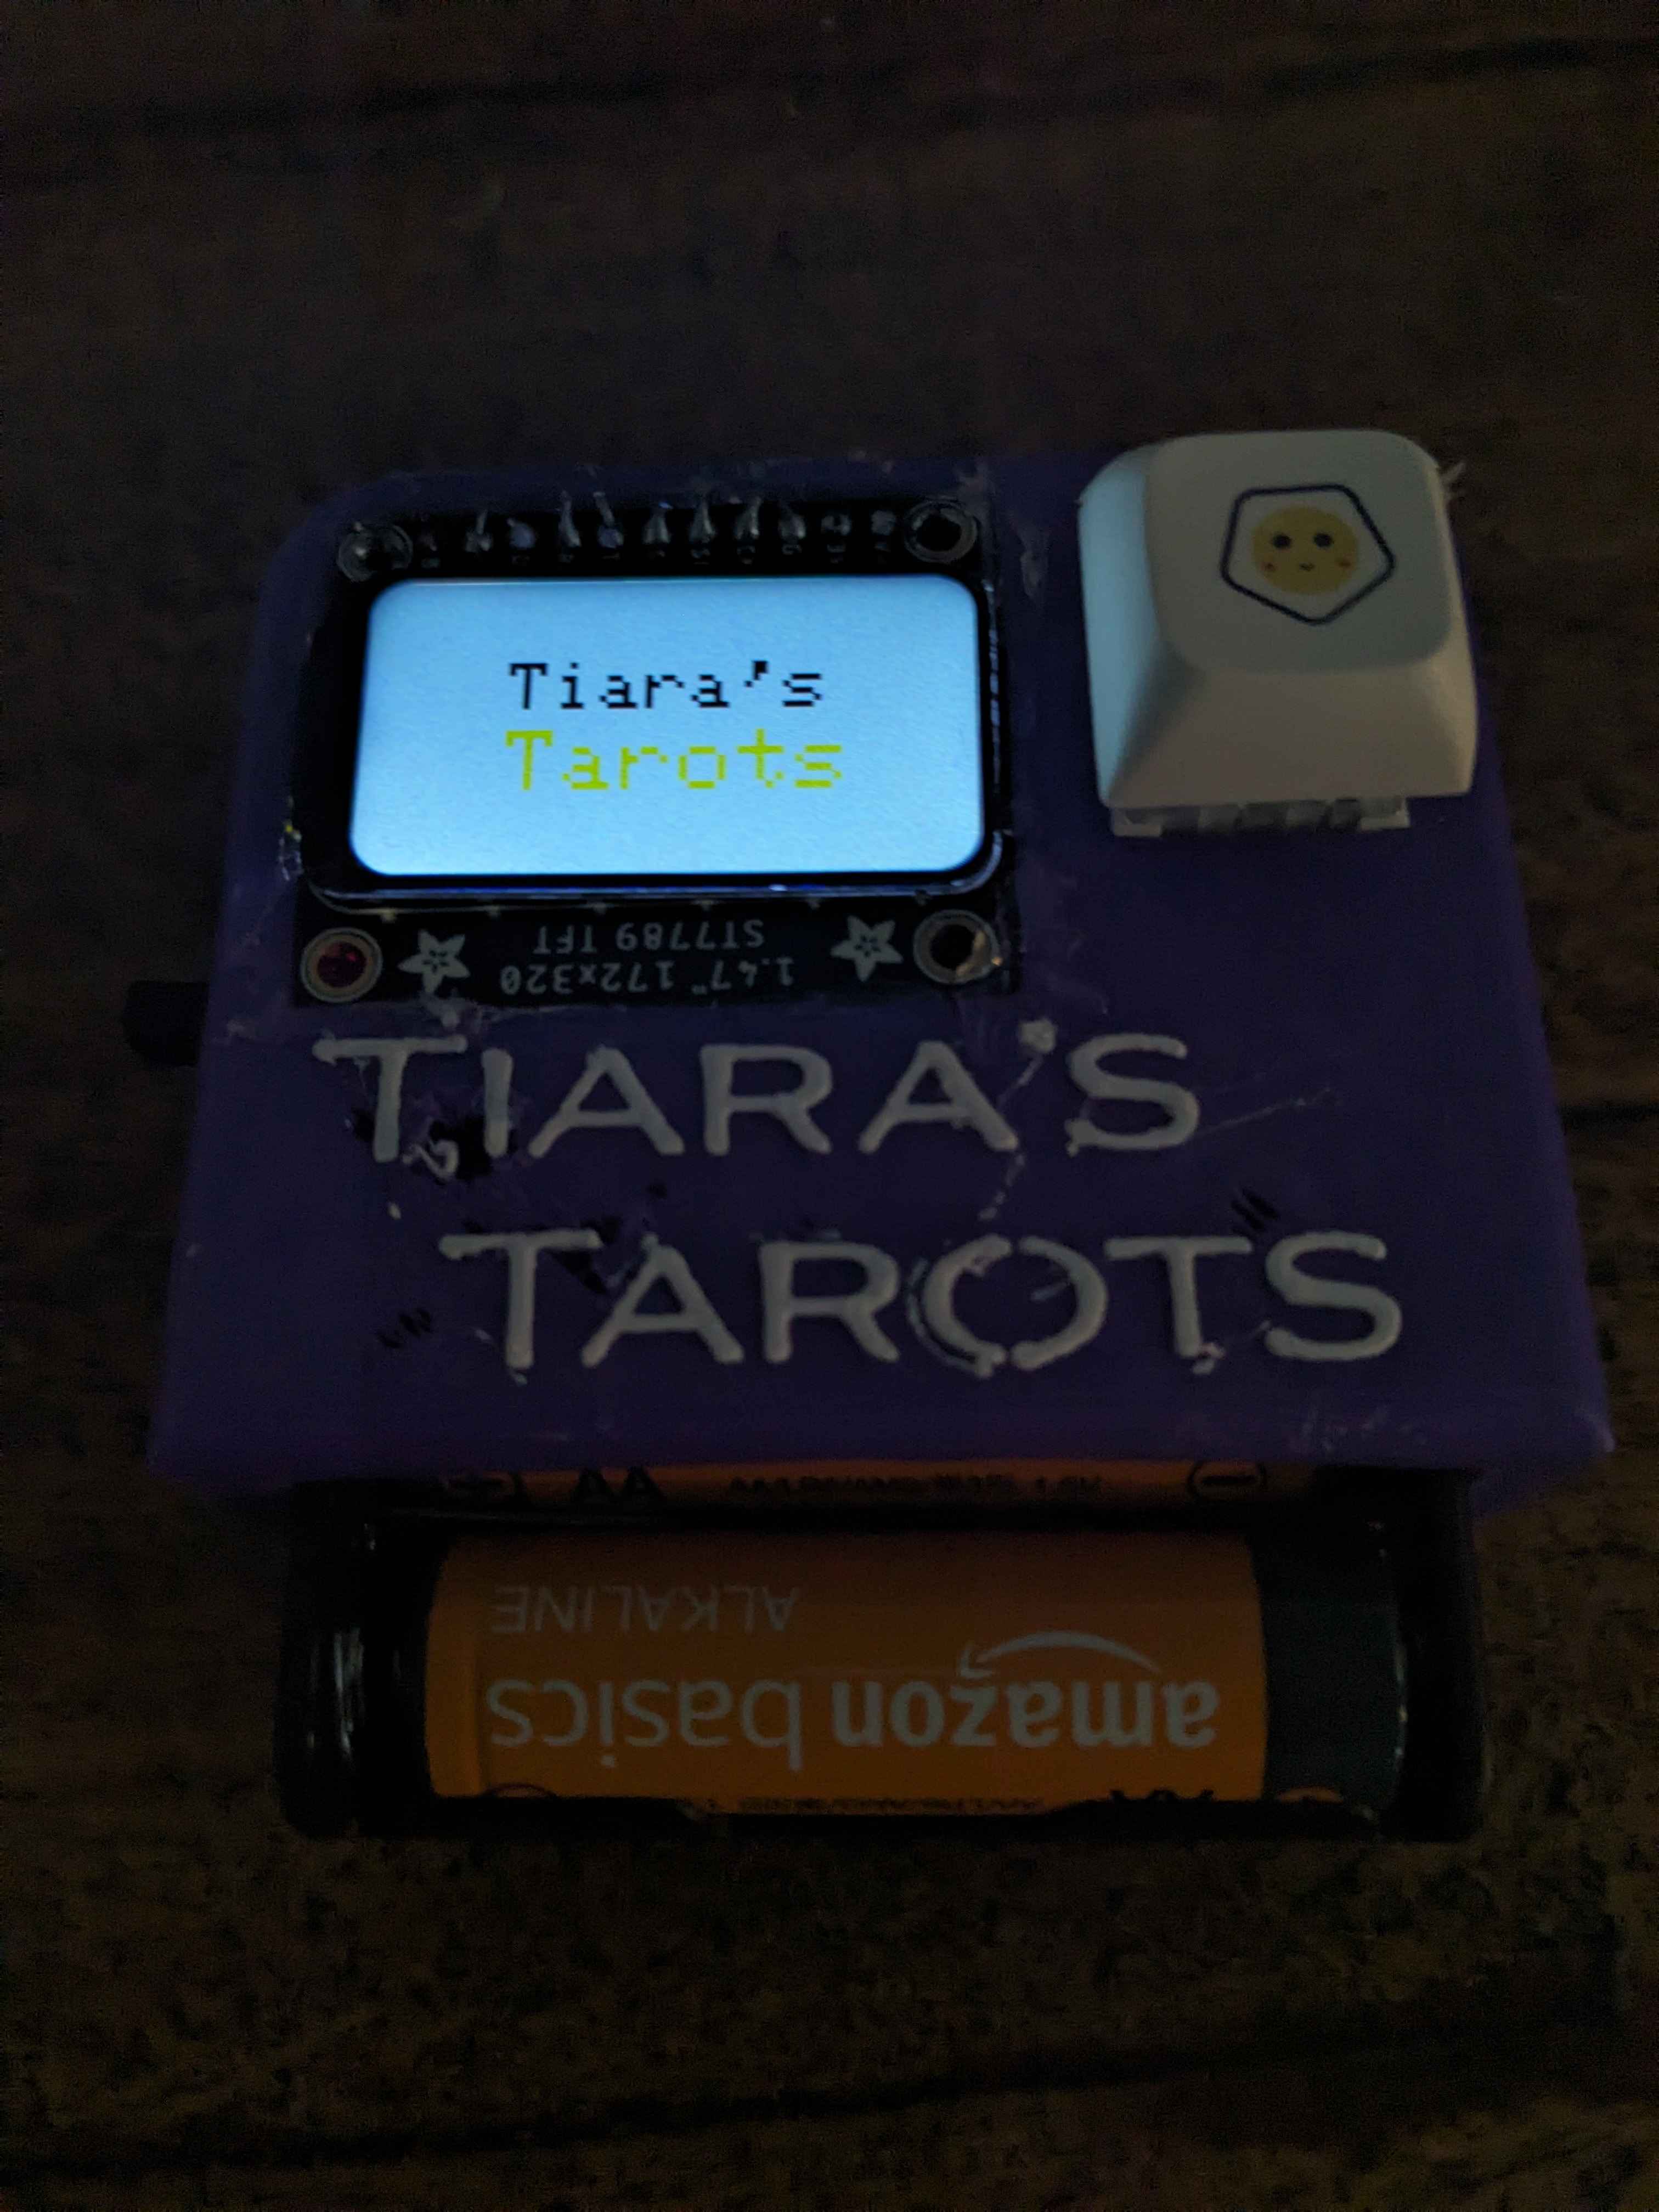 Tiara's
Tarots
ST7789 TFT
1.47" 172x320
TIARA'S
TAROTS
AA
ALKALINE
amazon basics